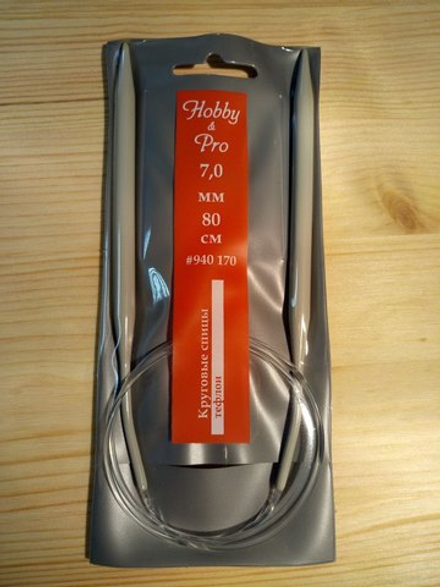 Hobby
&
Pro
7,0
мм
80
см
#940 170
Круговые спицы
тефлон